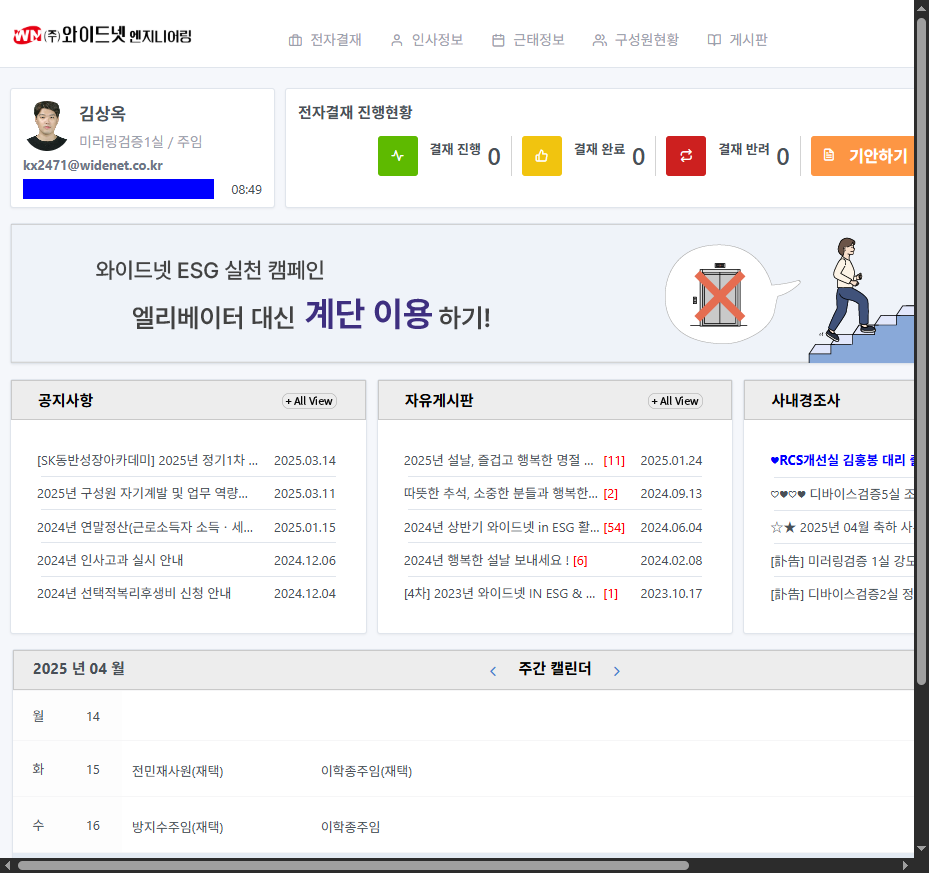 WM (주)와이드넷 엔지니어링
전자결재 인사정보 근태정보 구성원현황 게시판
김상옥
미러링검증1실 / 주임
kx2471@widenet.co.kr
08:49
전자결재 진행현황
결재 진행 0
결재 완료 0
결재 반려 0
기안하기
와이드넷 ESG 실천 캠페인
엘리베이터 대신 계단 이용 하기!
공지사항 + All View
[SK동반성장아카데미] 2025년 정기1차 ... 2025.03.14
2025년 구성원 자기계발 및 업무 역량... 2025.03.11
2024년 연말정산(근로소득자 소득ㆍ세... 2025.01.15
2024년 인사고과 실시 안내 2024.12.06
2024년 선택적복리후생비 신청 안내 2024.12.04
자유게시판 + All View
2025년 설날, 즐겁고 행복한 명절 ... [11] 2025.01.24
따뜻한 추석, 소중한 분들과 행복한... [2] 2024.09.13
2024년 상반기 와이드넷 in ESG 활... [54] 2024.06.04
2024년 행복한 설날 보내세요 ! [6] 2024.02.08
[4차] 2023년 와이드넷 IN ESG & ... [1] 2023.10.17
사내경조사
♥RCS개선실 김홍봉 대리
♡♥♡♥ 디바이스검증5실 조
☆★ 2025년 04월 축하 사
[訃告] 미러링검증 1실 강도
[訃告] 디바이스검증2실 정
2025 년 04 월
주간 캘린더
월 14
화 15 전민재사원(재택) 이학종주임(재택)
수 16 방지수주임(재택) 이학종주임